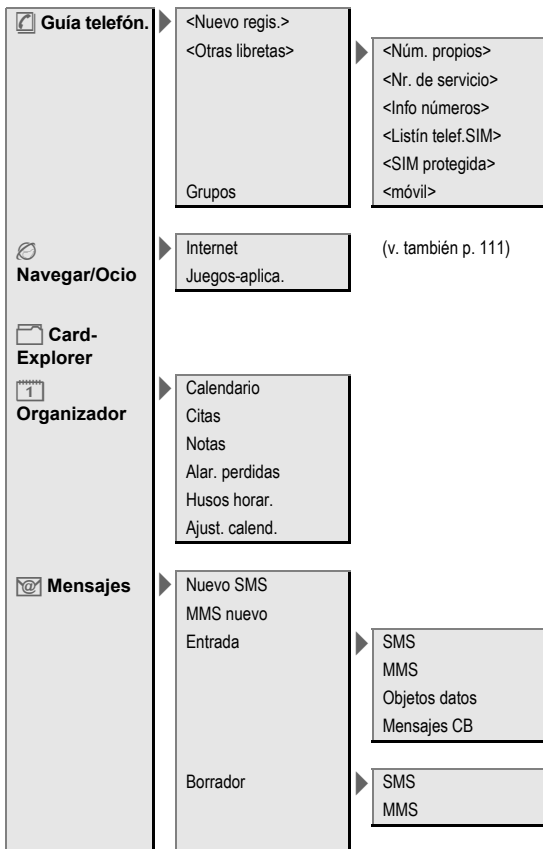 Guía telefón.
<Nuevo regis.>
<Otras libretas>
<Núm. propios>
<Nr. de servicio>
<Info números>
<Listín telef.SIM>
<SIM protegida>
Grupos
<móvil>
Navegar/Ocio
Internet
(v. también p. 111)
Juegos-aplica.
Card-
Explorer
1
Organizador
Calendario
Citas
Notas
Alar. perdidas
Husos horar.
Ajust. calend.
@ Mensajes
Nuevo SMS
MMS nuevo
Entrada
SMS
MMS
Objetos datos
Mensajes CB
Borrador
SMS
MMS